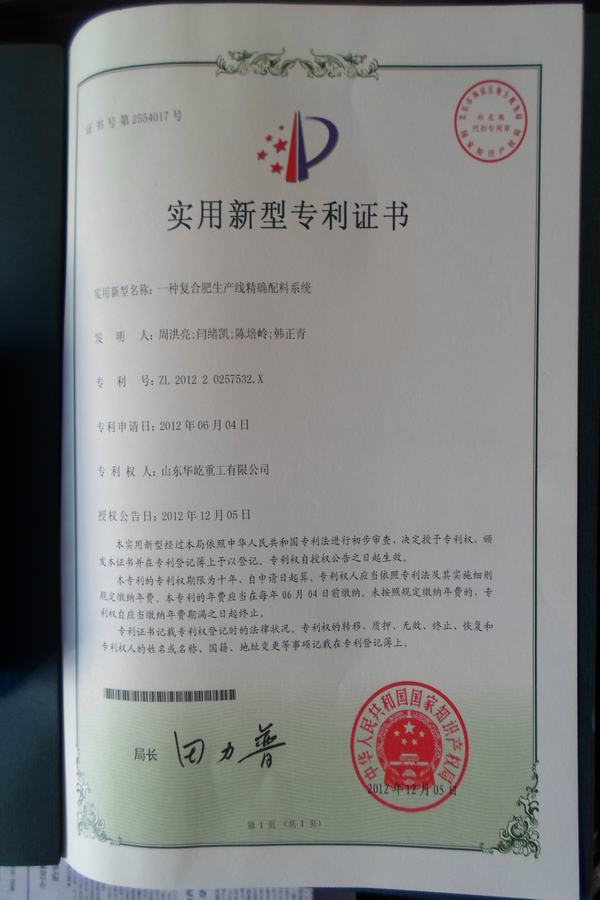 证书号第2554017号
印花税
代扣专用章
国家知识产权局
实用新型专利证书
实用新型名称：一种复合肥生产线精确配料系统
发明人：周洪亮;闫绪凯;陈培岭;韩正青
专利号：ZL 2012 2 0257532.X
专利申请日：2012年06月04日
专利权人：山东华屹重工有限公司
授权公告日：2012年12月05日
本实用新型经过本局依照中华人民共和国专利法进行初步审查，决定授予专利权，颁
发本证书并在专利登记簿上予以登记。专利权自授权公告之日起生效。
本专利的专利权期限为十年，自申请日起算。专利权人应当依照专利法及其实施细则
规定缴纳年费。本专利的年费应当在每年06月04日前缴纳。未按照规定缴纳年费的，专
利权自应当缴纳年费期满之日起终止。
专利证书记载专利权登记时的法律状况。专利权的转移、质押、无效、终止、恢复和
专利权人的姓名或名称、国籍、地址变更等事项记载在专利登记簿上。
局长 田力普
中华人民共和国国家知识产权局
2012年12月05日
第1页（共1页）